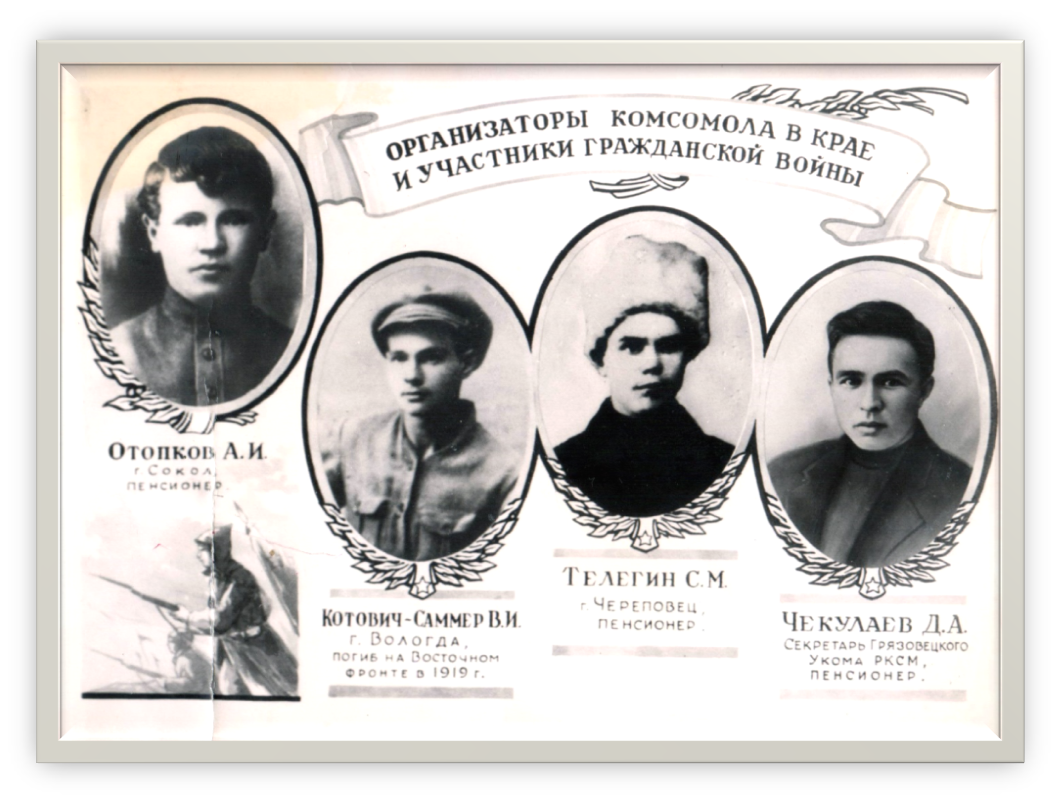 ОРГАНИЗАТОРЫ КОМСОМОЛА В КРАЕ
И УЧАСТНИКИ ГРАЖДАНСКОЙ ВОЙНЫ
ОТОПКОВ А.И.
г. СОКОЛ,
ПЕНСИОНЕР.
КОТОВИЧ-САММЕР В.И.
г. ВОЛОГДА,
ПОГИБ НА ВОСТОЧНОМ
ФРОНТЕ В 1919 г.
ТЕЛЕГИН С.М.
г. ЧЕРЕПОВЕЦ,
ПЕНСИОНЕР.
ЧЕКУЛАЕВ Д.А.
СЕКРЕТАРЬ ГРЯЗОВЕЦКОГО
УКОМА РКСМ,
ПЕНСИОНЕР.